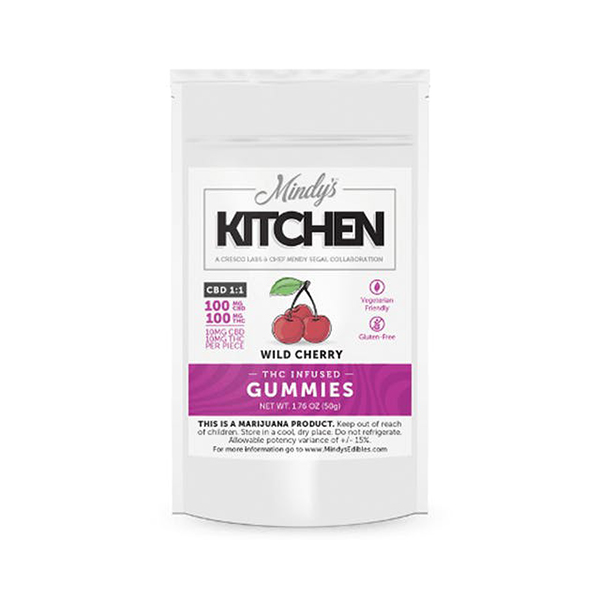 Mindy's
KITCHEN
A CRESCO LABS & CHEF MINDY SEGAL COLLABORATION
CBD 1:1
100 MG CBD
100 MG THC
10MG CBD
10MG THC
PER PIECE
Vegetarian
Friendly
Gluten-Free
WILD CHERRY
— THC INFUSED —
GUMMIES
NET WT. 1.76 OZ (50g)
THIS IS A MARIJUANA PRODUCT. Keep out of reach
of children. Store in a cool, dry place. Do not refrigerate.
Allowable potency variance of +/- 15%.
For more information go to www.MindysEdibles.com